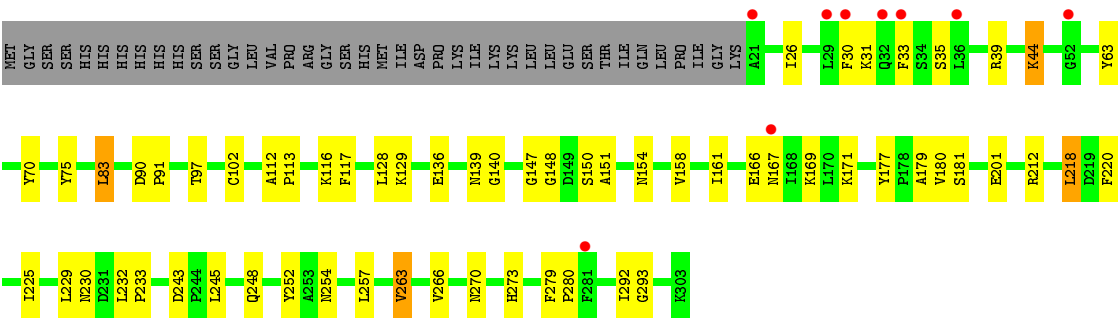 MET GLY SER SER HIS HIS HIS HIS HIS HIS SER SER GLY LEU VAL PRO ARG GLY SER HIS MET ILE ASP PRO LYS ILE LYS LYS LEU LEU GLU SER THR ILE GLN LEU PRO ILE GLY LYS A21 I26 L29 F30 K31 Q32 F33 S34 S35 L36 R39 K44 G52 Y63
Y70 Y75 L83 D90 P91 T97 C102 A112 P113 K116 F117 L128 K129 E136 N139 G140 G147 G148 D149 S150 A151 N154 V158 I161 E166 N167 I168 K169 L170 K171 Y177 P178 A179 V180 S181 E201 R212 L218 D219 F220
I225 L229 N230 D231 L232 P233 D243 P244 L245 Q248 Y252 A253 N254 L257 V263 V266 N270 H273 F279 P280 F281 I292 G293 K303